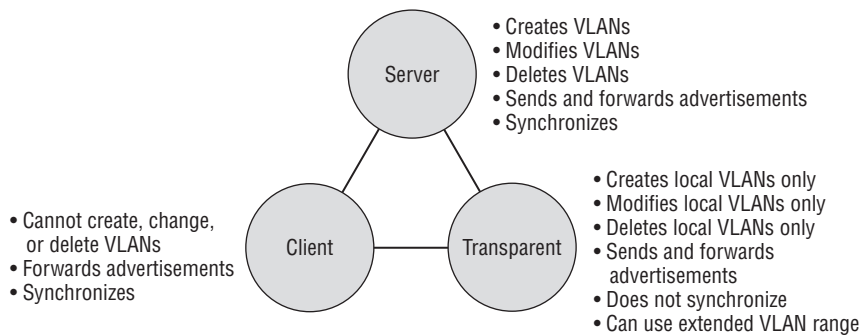 Server
• Creates VLANs
• Modifies VLANs
• Deletes VLANs
• Sends and forwards advertisements
• Synchronizes
Client
• Cannot create, change,
or delete VLANs
• Forwards advertisements
• Synchronizes
Transparent
• Creates local VLANs only
• Modifies local VLANs only
• Deletes local VLANs only
• Sends and forwards
advertisements
• Does not synchronize
• Can use extended VLAN range